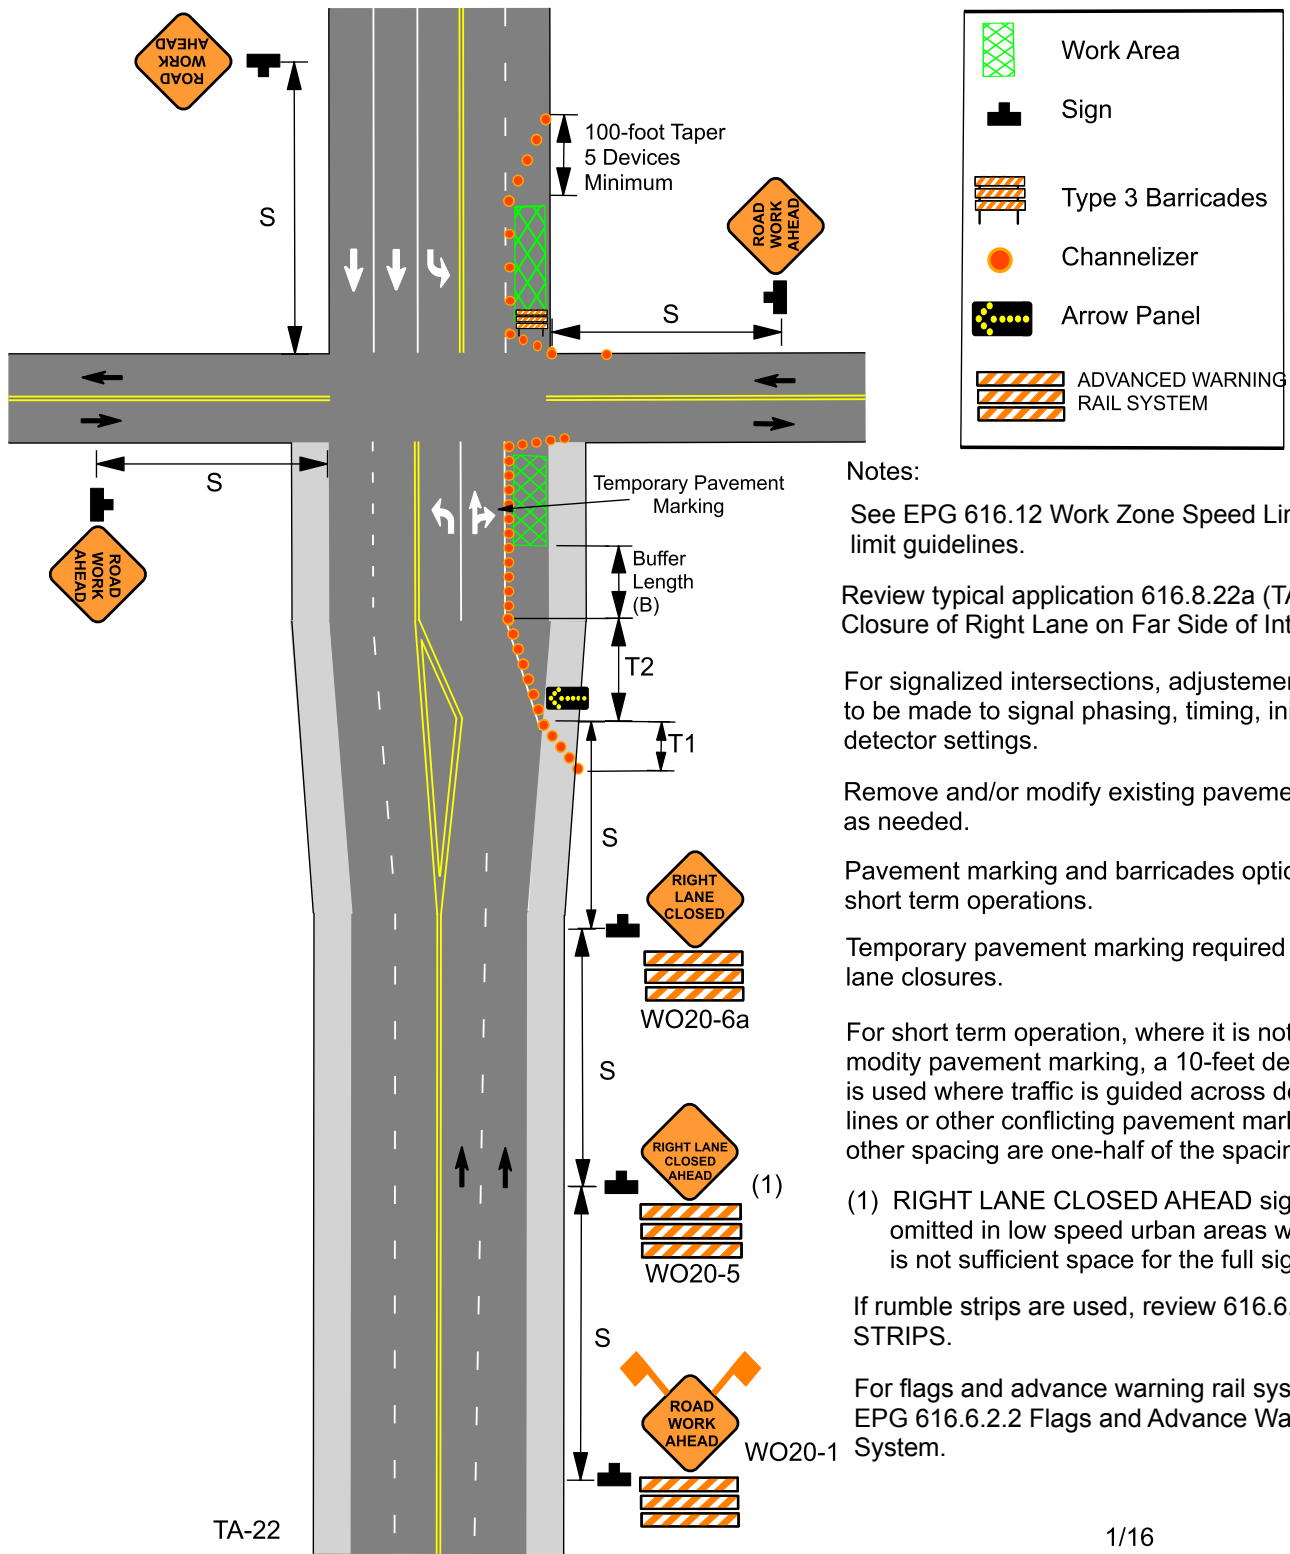 ROAD
WORK
AHEAD
S
100-foot Taper
5 Devices
Minimum
ROAD
WORK
AHEAD
S
S
ROAD
WORK
AHEAD
Temporary Pavement
Marking
Buffer
Length
(B)
T2
T1
S
RIGHT
LANE
CLOSED
WO20-6a
S
RIGHT LANE
CLOSED
AHEAD
(1)
WO20-5
S
ROAD
WORK
AHEAD
WO20-1
TA-22
Work Area
Sign
Type 3 Barricades
Channelizer
Arrow Panel
ADVANCED WARNING
RAIL SYSTEM
Notes:
See EPG 616.12 Work Zone Speed
limit guidelines.
Review typical application 616.8.22a
Closure of Right Lane on Far Side of
For signalized intersections,
to be made to signal phasing, timing,
detector settings.
Remove and/or modify existing
as needed.
Pavement marking and barricades
short term operations.
Temporary pavement marking required
lane closures.
For short term operation, where it is not
modity pavement marking, a 10-feet
is used where traffic is guided across
lines or other conflicting pavement
other spacing are one-half of the
(1) RIGHT LANE CLOSED AHEAD
omitted in low speed urban areas
is not sufficient space for the full
If rumble strips are used, review
STRIPS.
For flags and advance warning rail
EPG 616.6.2.2 Flags and Advance
System.
1/16